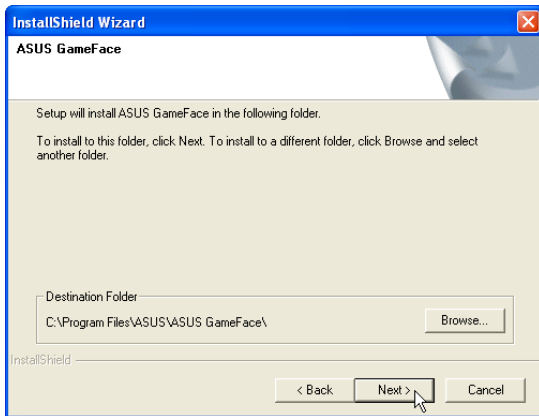 InstallShield Wizard
ASUS GameFace
Setup will install ASUS GameFace in the following folder.
To install to this folder, click Next. To install to a different folder, click Browse and select
another folder.
Destination Folder
C:\Program Files\ASUS\ASUS GameFace\
Browse...
InstallShield
< Back
Next >
Cancel